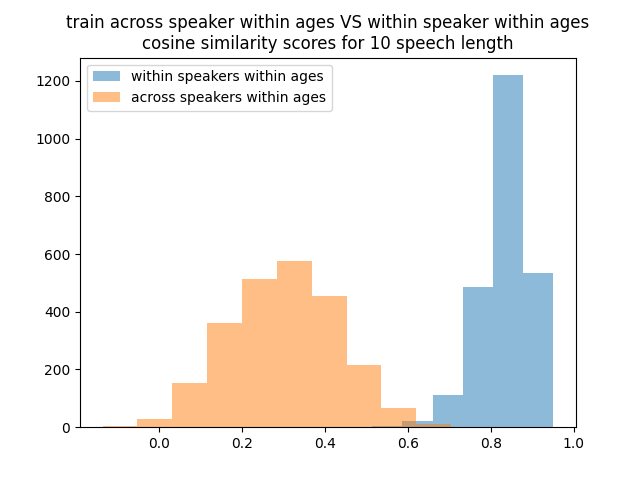 train across speaker within ages VS within speaker within ages
cosine similarity scores for 10 speech length
within speakers within ages
across speakers within ages
1200
1000
800
600
400
200
0
0.0 0.2 0.4 0.6 0.8 1.0